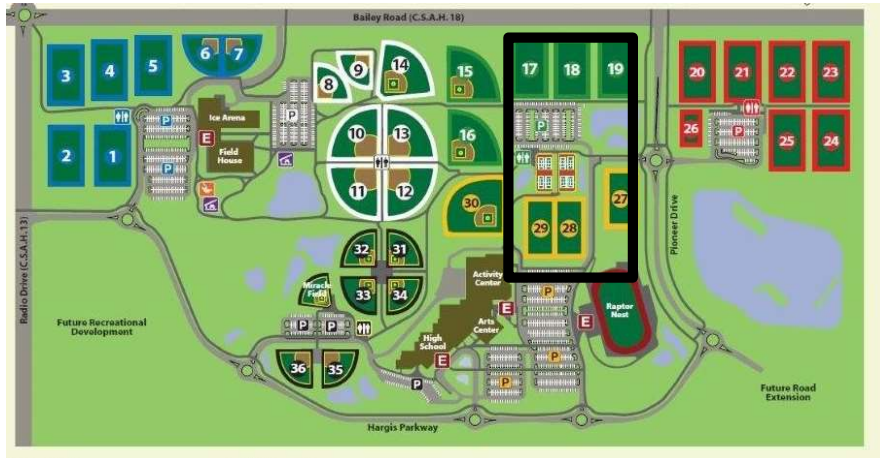 Bailey Road (C.S.A.H. 18)
3
4
5
6
7
8
9
14
15
17
18
19
20
21
22
23
P
Ice Arena
P
10
13
16
P
26
P
E
Field
House
2
1
P
25
24
11
12
30
29
28
27
Radio Drive (C.S.A.H. 13)
Pioneer Drive
32
31
Activity
Center
Miracle
Field
33
34
P
Raptor
Nest
E
Arts
Center
E
Future Recreational
Development
P
P
High
School
E
P
36
35
P
P
Future Road
Extension
Hargis Parkway